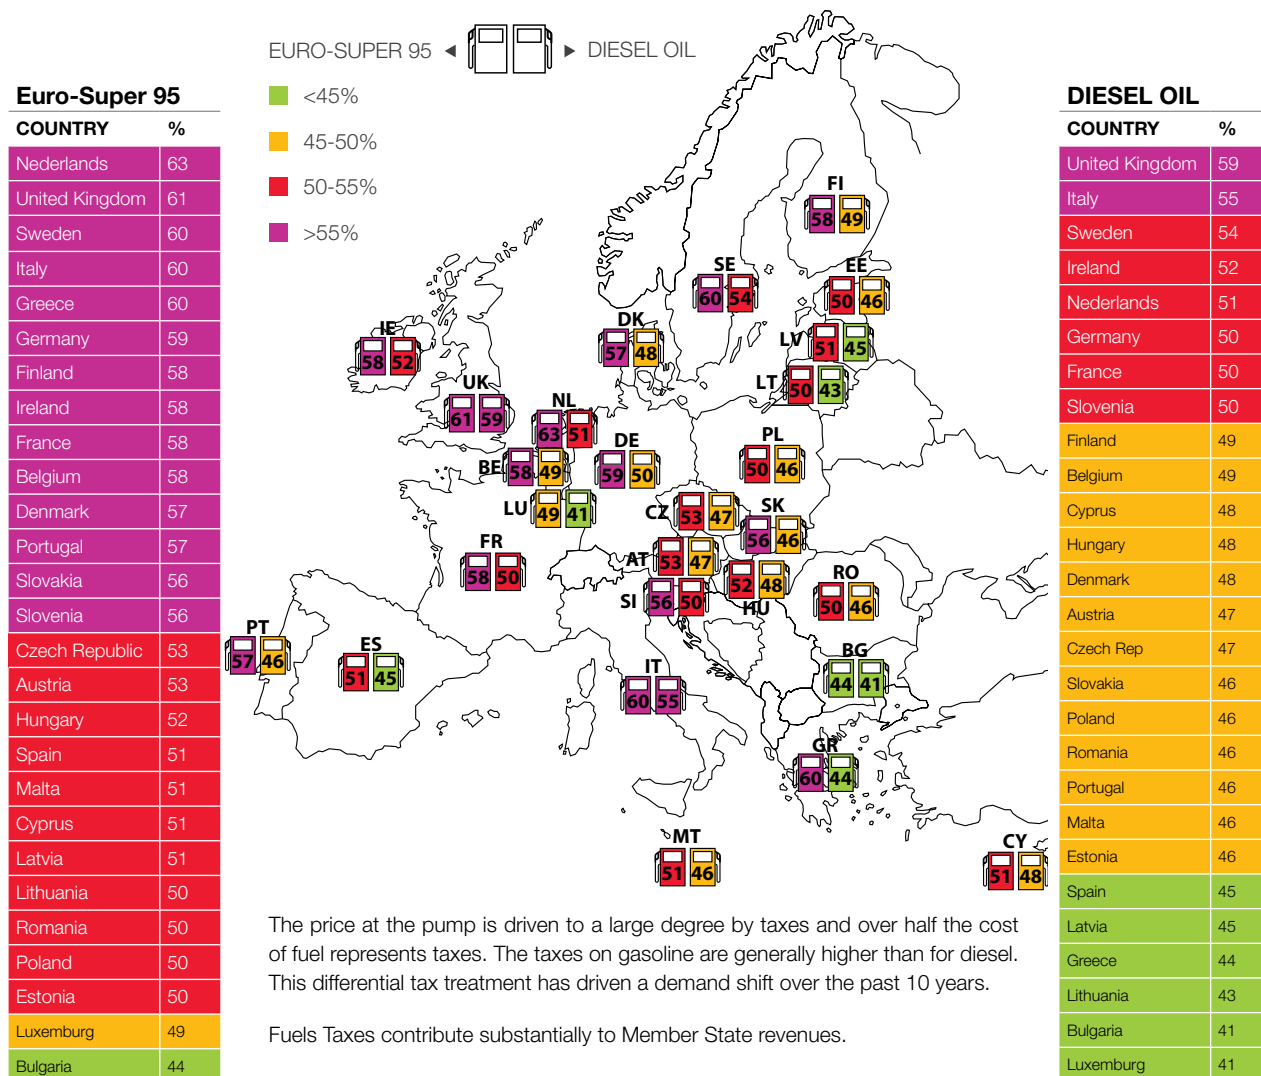 EURO-SUPER 95 DIESEL OIL
<45%
45-50%
50-55%
>55%
Euro-Super 95
COUNTRY %
Nederlands 63
United Kingdom 61
Sweden 60
Italy 60
Greece 60
Germany 59
Finland 58
Ireland 58
France 58
Belgium 58
Denmark 57
Portugal 57
Slovakia 56
Slovenia 56
Czech Republic 53
Austria 53
Hungary 52
Spain 51
Malta 51
Cyprus 51
Latvia 51
Lithuania 50
Romania 50
Poland 50
Estonia 50
Luxemburg 49
Bulgaria 44
FI
58 49
SE
60 54
EE
50 46
DK
57 48
LV 51 45
IE
58 52
LT 50 43
UK
61 59
NL
63 51
DE
59 50
PL
50 46
BE 58 49
LU 49 41
CZ 53 47
SK
56 46
FR
58 50
AT 53 47
HU
52 48
RO
50 46
SI 56 50
PT
57 46
ES
51 45
IT
60 55
BG
44 41
GR
60 44
MT
51 46
CY
51 48
The price at the pump is driven to a large degree by taxes and over half the cost
of fuel represents taxes. The taxes on gasoline are generally higher than for diesel.
This differential tax treatment has driven a demand shift over the past 10 years.
Fuels Taxes contribute substantially to Member State revenues.
DIESEL OIL
COUNTRY %
United Kingdom 59
Italy 55
Sweden 54
Ireland 52
Nederlands 51
Germany 50
France 50
Slovenia 50
Finland 49
Belgium 49
Cyprus 48
Hungary 48
Denmark 48
Austria 47
Czech Rep 47
Slovakia 46
Poland 46
Romania 46
Portugal 46
Malta 46
Estonia 46
Spain 45
Latvia 45
Greece 44
Lithuania 43
Bulgaria 41
Luxemburg 41